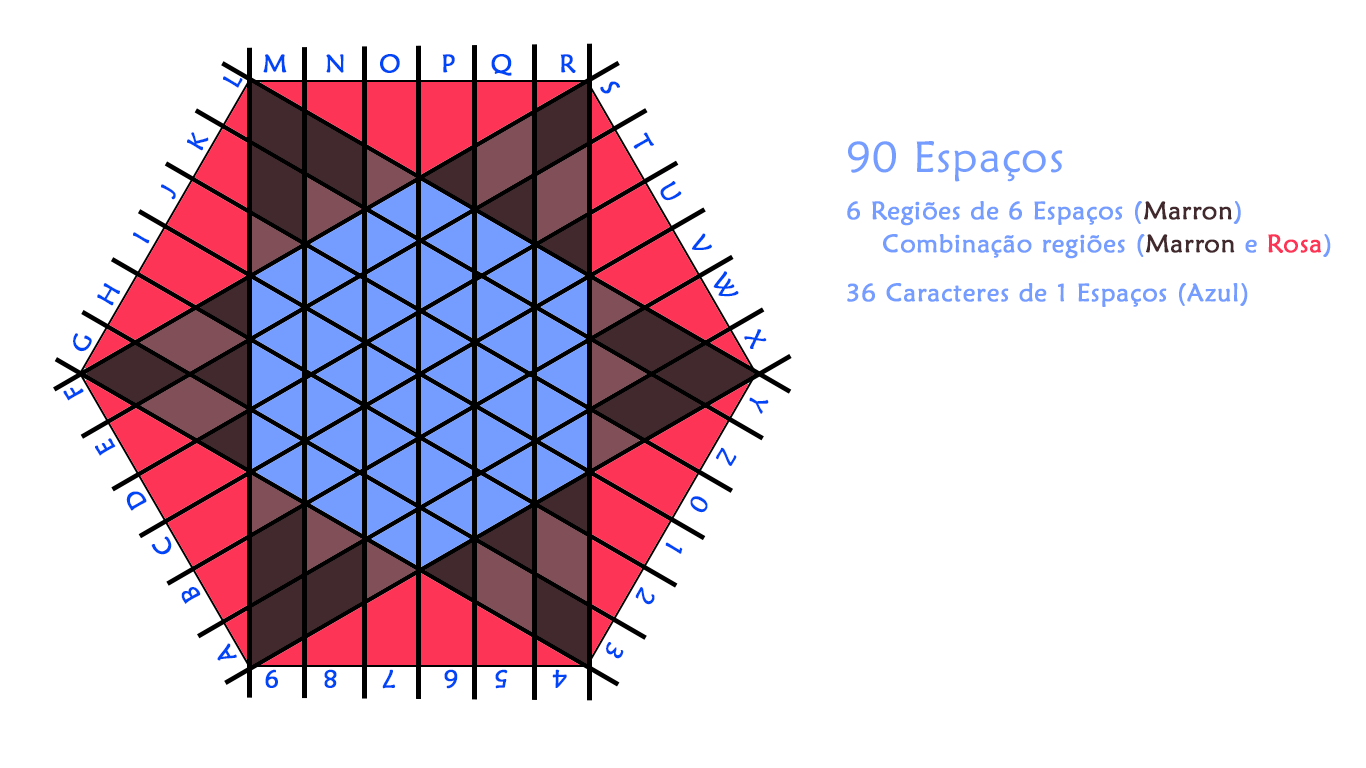 M N O P Q R
S T U V W X
Y Z 0 1 2 3
4 5 6 7 8 9
A B C D E F
G H I J K L
90 Espaços
6 Regiões de 6 Espaços (Marron)
Combinação regiões (Marron e Rosa)
36 Caracteres de 1 Espaços (Azul)